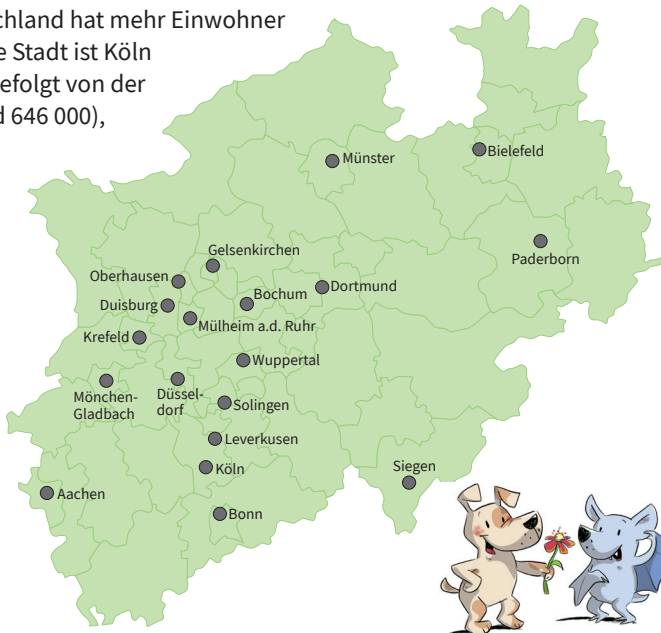 chland hat mehr Einwohner
e Stadt ist Köln
efolgt von der
d 646 000),
Münster
Bielefeld
Paderborn
Gelsenkirchen
Oberhausen
Dortmund
Bochum
Duisburg
Mülheim a.d. Ruhr
Krefeld
Wuppertal
Mönchen-
Gladbach
Düssel-
dorf
Solingen
Leverkusen
Köln
Siegen
Aachen
Bonn